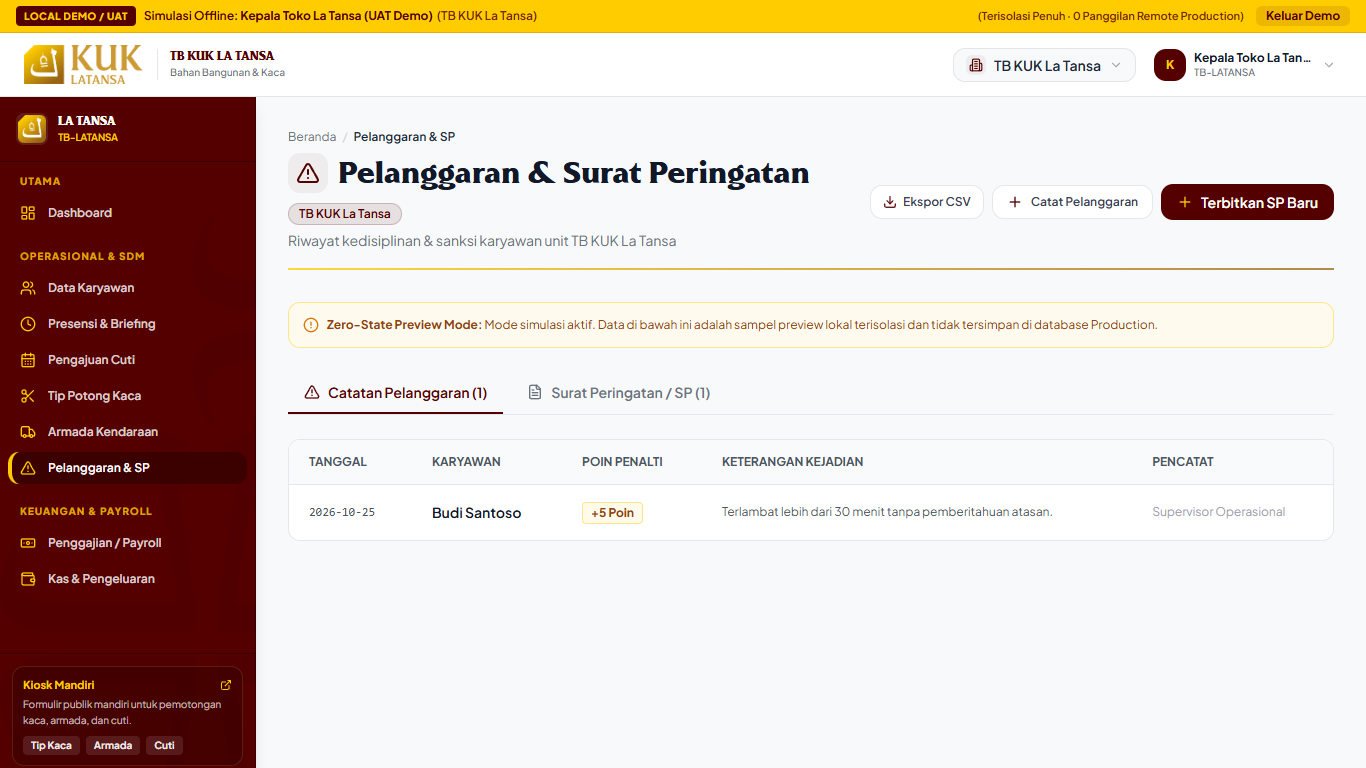 LOCAL DEMO / UAT Simulasi Offline: Kepala Toko La Tansa (UAT Demo) (TB KUK La Tansa) (Terisolasi Penuh · 0 Panggilan Remote Production) Keluar Demo
KUK LATANSA
TB KUK LA TANSA
Bahan Bangunan & Kaca
TB KUK La Tansa
K
Kepala Toko La Tan...
TB-LATANSA
LA TANSA
TB-LATANSA
UTAMA
Dashboard
OPERASIONAL & SDM
Data Karyawan
Presensi & Briefing
Pengajuan Cuti
Tip Potong Kaca
Armada Kendaraan
Pelanggaran & SP
KEUANGAN & PAYROLL
Penggajian / Payroll
Kas & Pengeluaran
Kiosk Mandiri
Formulir publik mandiri untuk pemotongan
kaca, armada, dan cuti.
Tip Kaca Armada Cuti
Beranda / Pelanggaran & SP
Pelanggaran & Surat Peringatan
TB KUK La Tansa
Riwayat kedisiplinan & sanksi karyawan unit TB KUK La Tansa
Ekspor CSV + Catat Pelanggaran + Terbitkan SP Baru
Zero-State Preview Mode: Mode simulasi aktif. Data di bawah ini adalah sampel preview lokal terisolasi dan tidak tersimpan di database Production.
Catatan Pelanggaran (1) Surat Peringatan / SP (1)
TANGGAL KARYAWAN POIN PENALTI KETERANGAN KEJADIAN PENCATAT
2026-10-25 Budi Santoso +5 Poin Terlambat lebih dari 30 menit tanpa pemberitahuan atasan. Supervisor Operasional